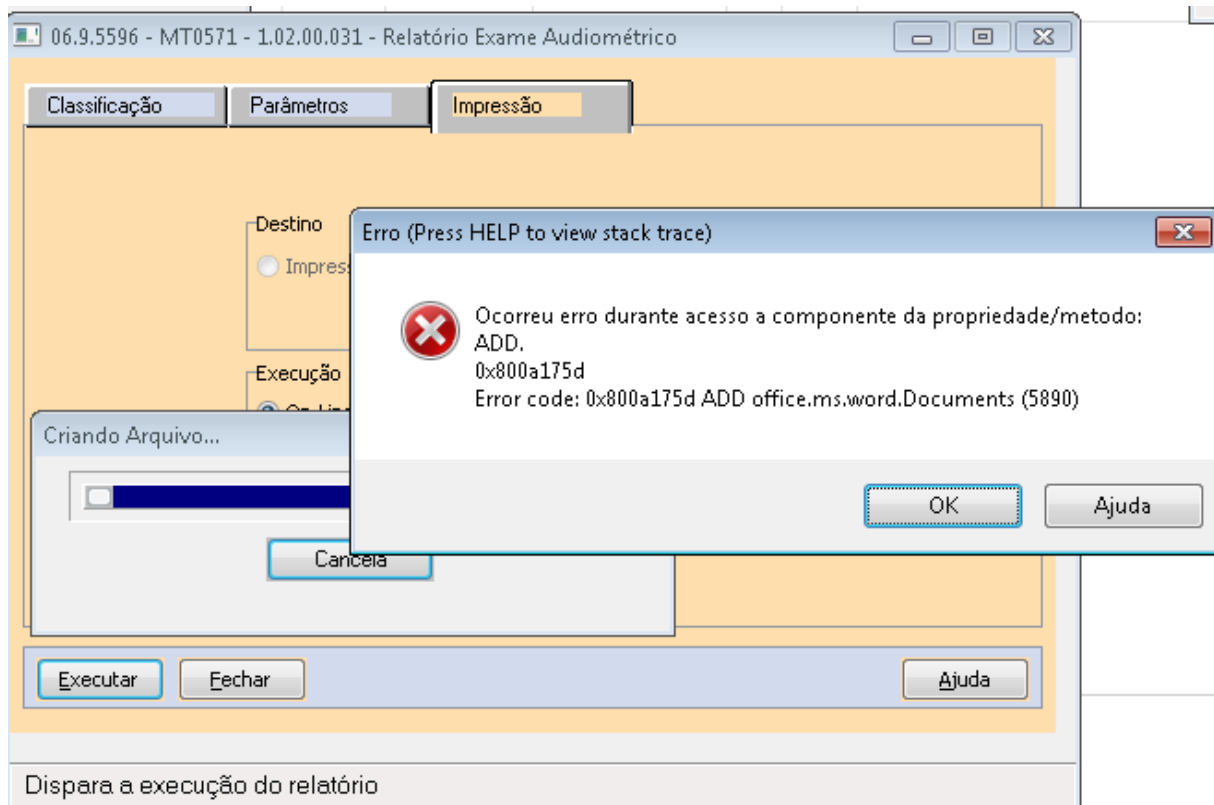 06.9.5596 - MT0571 - 1.02.00.031 - Relatório Exame Audiométrico
Classificação
Parâmetros
Impressão
Destino
Execução
Erro (Press HELP to view stack trace)
Ocorreu erro durante acesso a componente da propriedade/metodo:
ADD.
0x800a175d
Error code: 0x800a175d ADD office.ms.word.Documents (5890)
OK
Ajuda
Criando Arquivo...
Cancela
Executar
Fechar
Ajuda
Dispara a execução do relatório